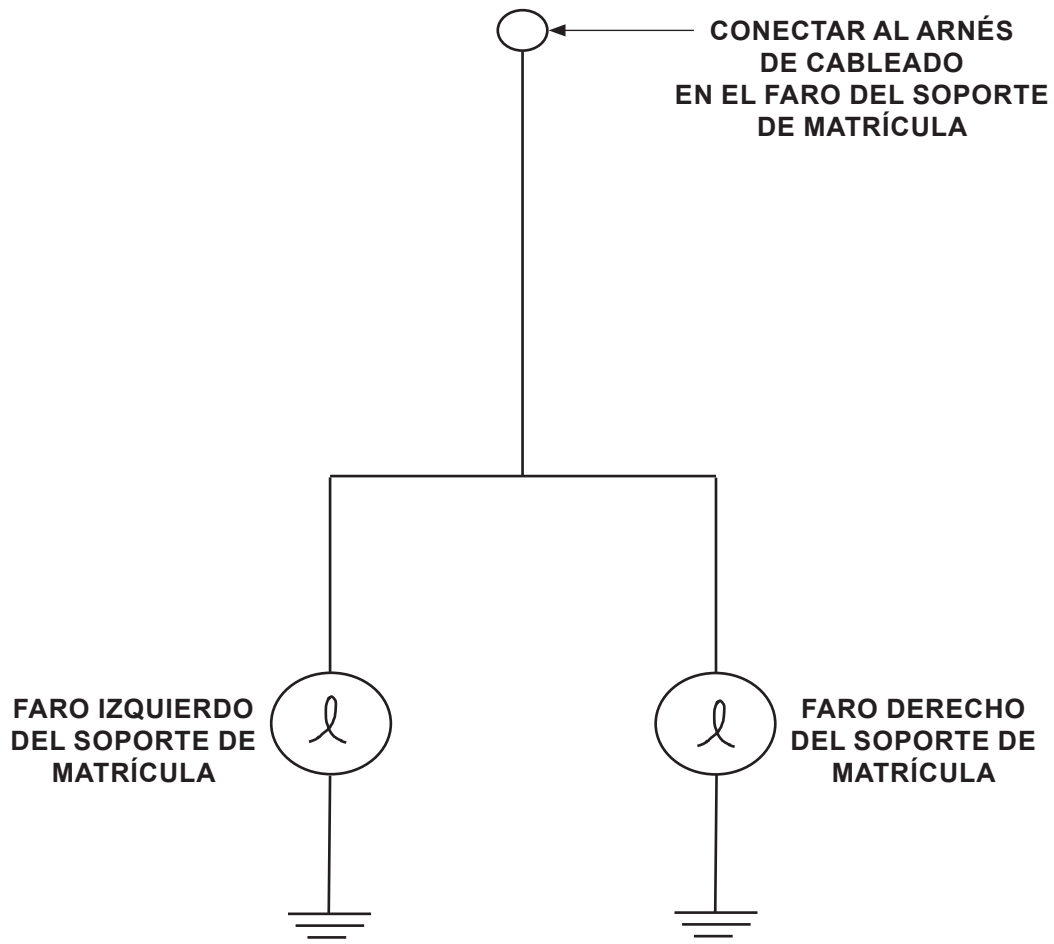 CONECTAR AL ARNÉS
DE CABLEADO
EN EL FARO DEL SOPORTE
DE MATRÍCULA
FARO IZQUIERDO
DEL SOPORTE DE
MATRÍCULA
FARO DERECHO
DEL SOPORTE DE
MATRÍCULA